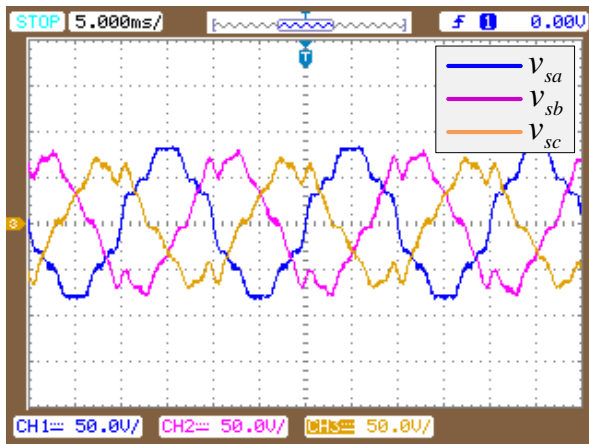 STOP 5.000ms/ T f 1 0.00V
T
v_sa
v_sb
v_sc
3
CH1 50.0V/ CH2 50.0V/ CH3 50.0V/